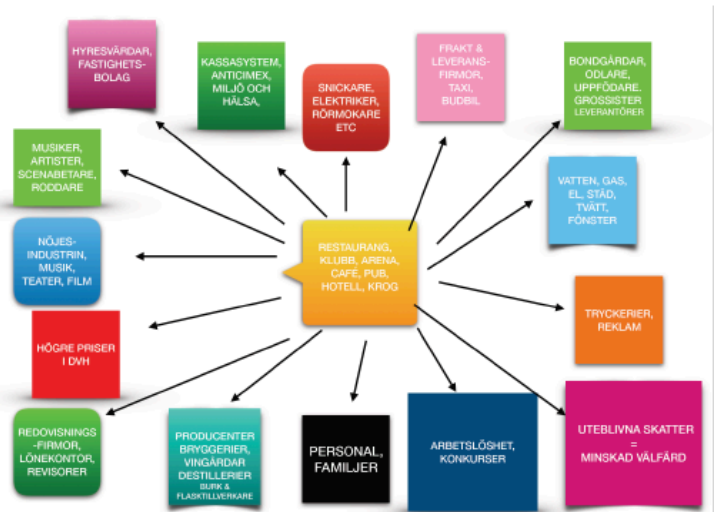 HYRESVÄRDAR,
FASTIGHETS-
BOLAG
KASSASYSTEM,
ANTICIMEX,
MILJÖ OCH
HÄLSA,
SNICKARE,
ELEKTRIKER,
RÖRMOKARE
ETC
FRAKT &
LEVERANS-
FIRMOR,
TAXI,
BUDBIL
BONDGÅRDAR,
ODLARE,
UPPFÖDARE.
GROSSISTER
LEVERANTÖRER
MUSIKER,
ARTISTER,
SCENABETARE,
RODDARE
VATTEN, GAS,
EL, STÄD,
TVÄTT,
FÖNSTER
NÖJES-
INDUSTRIN,
MUSIK,
TEATER, FILM
RESTAURANG,
KLUBB, ARENA,
CAFÉ, PUB,
HOTELL, KROG
TRYCKERIER,
REKLAM
HÖGRE PRISER
I DVH
REDOVISNINGS
-FIRMOR,
LÖNEKONTOR,
REVISORER
PRODUCENTER
BRYGGERIER,
VINGÅRDAR
DESTILLERIER
BURK &
FLASKTILLVERKARE
PERSONAL,
FAMILJER
ARBETSLÖSHET,
KONKURSER
UTEBLIVNA SKATTER
=
MINSKAD VÄLFÄRD